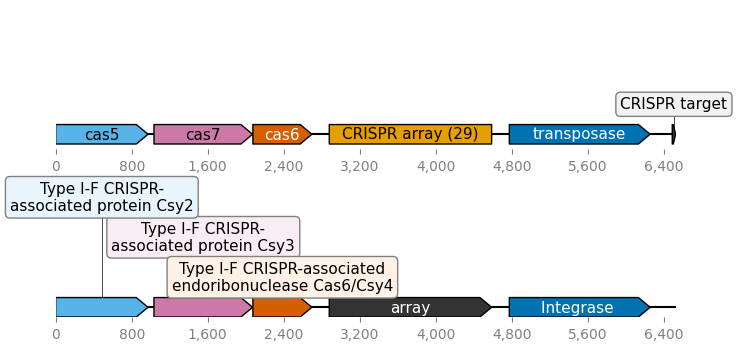 CRISPR target
cas5 cas7 cas6 CRISPR array (29) transposase
0 800 1,600 2,400 3,200 4,000 4,800 5,600 6,400
Type I-F CRISPR-
associated protein Csy2
Type I-F CRISPR-
associated protein Csy3
Type I-F CRISPR-associated
endoribonuclease Cas6/Csy4
array Integrase
0 800 1,600 2,400 3,200 4,000 4,800 5,600 6,400